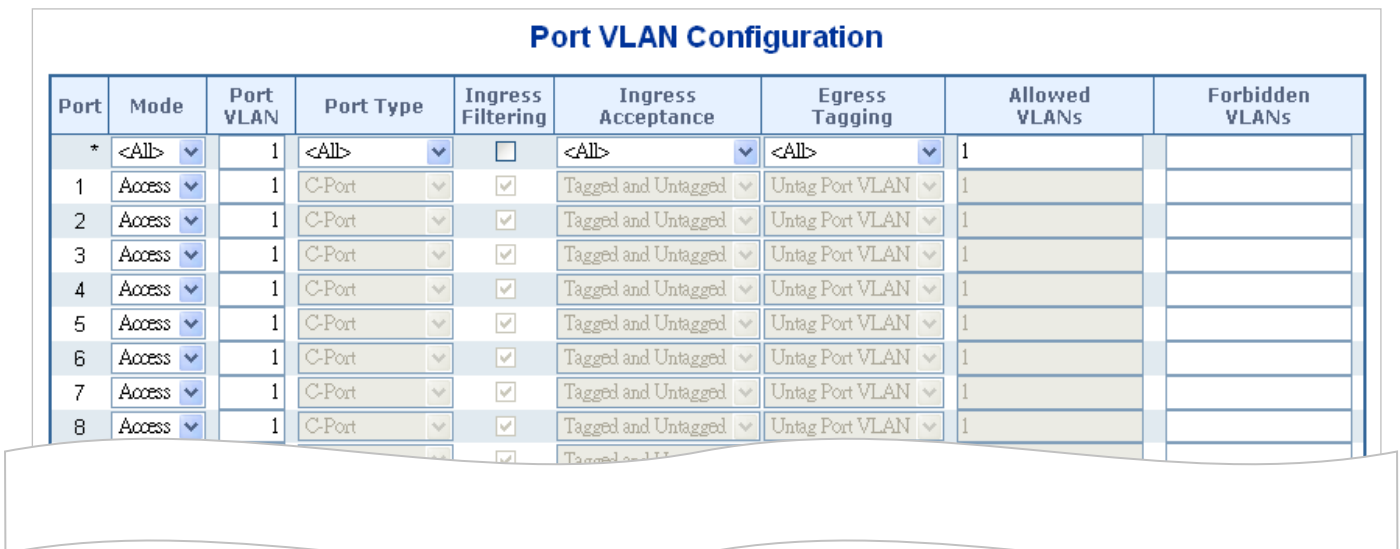 Port VLAN Configuration
Port Mode Port VLAN Port Type Ingress Filtering Ingress Acceptance Egress Tagging Allowed VLANs Forbidden VLANs
* <All> 1 <All> <All> <All> 1
1 Access 1 C-Port Tagged and Untagged Untag Port VLAN 1
2 Access 1 C-Port Tagged and Untagged Untag Port VLAN 1
3 Access 1 C-Port Tagged and Untagged Untag Port VLAN 1
4 Access 1 C-Port Tagged and Untagged Untag Port VLAN 1
5 Access 1 C-Port Tagged and Untagged Untag Port VLAN 1
6 Access 1 C-Port Tagged and Untagged Untag Port VLAN 1
7 Access 1 C-Port Tagged and Untagged Untag Port VLAN 1
8 Access 1 C-Port Tagged and Untagged Untag Port VLAN 1